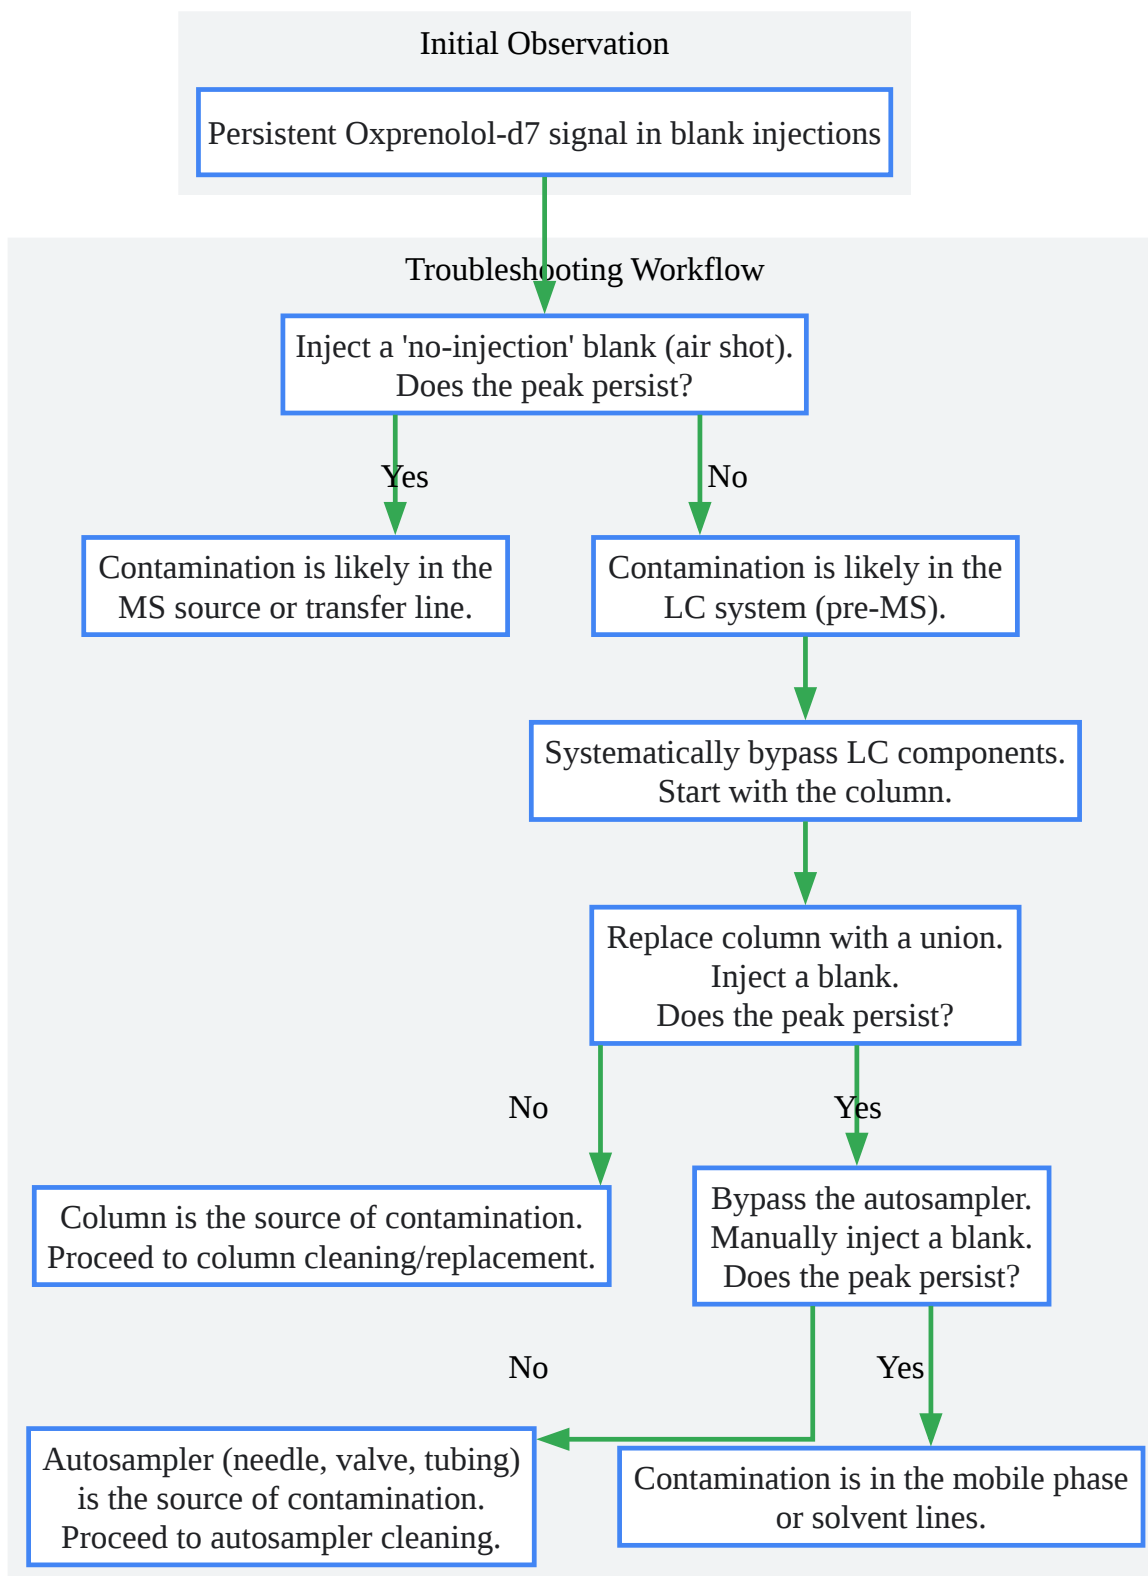 Initial Observation
Persistent Oxprenolol-d7 signal in blank injections
Troubleshooting Workflow
Inject a 'no-injection' blank (air shot).
Does the peak persist?
Yes
No
Contamination is likely in the
MS source or transfer line.
Contamination is likely in the
LC system (pre-MS).
Systematically bypass LC components.
Start with the column.
Replace column with a union.
Inject a blank.
Does the peak persist?
No
Yes
Column is the source of contamination.
Proceed to column cleaning/replacement.
Bypass the autosampler.
Manually inject a blank.
Does the peak persist?
No
Yes
Autosampler (needle, valve, tubing)
is the source of contamination.
Proceed to autosampler cleaning.
Contamination is in the mobile phase
or solvent lines.